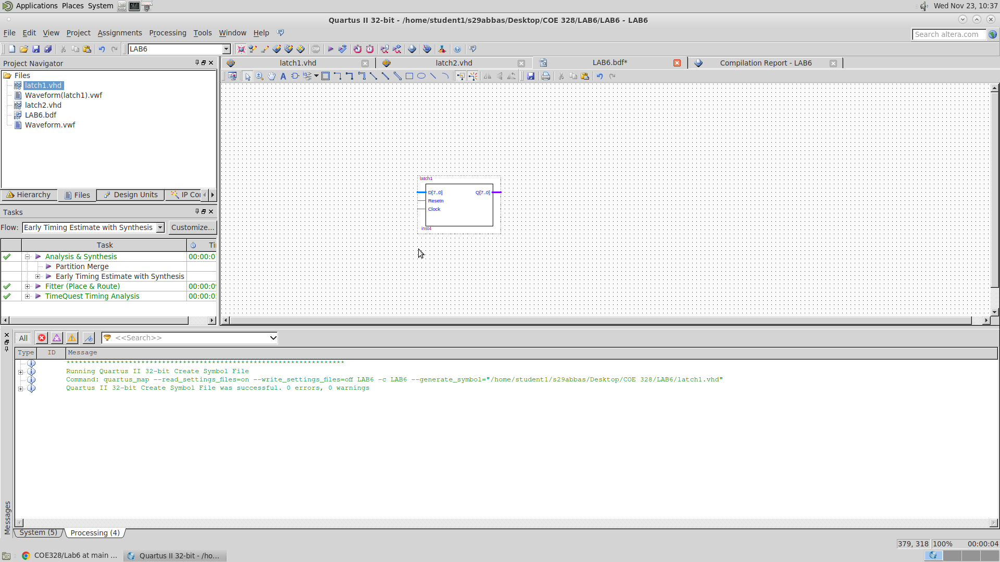 Applications Places System
Wed Nov 23, 10:37
Quartus II 32-bit - /home/student1/s29abbas/Desktop/COE 328/LAB6/LAB6 - LAB6
File Edit View Project Assignments Processing Tools Window Help
Search altera.com
LAB6
Project Navigator
latch1.vhd
latch2.vhd
LAB6.bdf*
Compilation Report - LAB6
Files
latch1.vhd
Waveform(latch1).vwf
latch2.vhd
LAB6.bdf
Waveform.vwf
latch1
D[7..0]
Q[7..0]
Resetn
Clock
inst4
Hierarchy
Files
Design Units
IP Co
Tasks
Flow:
Early Timing Estimate with Synthesis
Customize...
Task
Analysis & Synthesis
00:00:0
Partition Merge
Early Timing Estimate with Synthesis
Fitter (Place & Route)
00:00:0
TimeQuest Timing Analysis
00:00:0
All
<<Search>>
Type ID Message
*******************************************************************
Running Quartus II 32-bit Create Symbol File
Command: quartus_map --read_settings_files=on --write_settings_files=off LAB6 -c LAB6 --generate_symbol="/home/student1/s29abbas/Desktop/COE 328/LAB6/latch1.vhd"
Quartus II 32-bit Create Symbol File was successful. 0 errors, 0 warnings
Messages
System (5)
Processing (4)
379, 318 100% 00:00:04
COE328/Lab6 at main ...
Quartus II 32-bit - /ho...